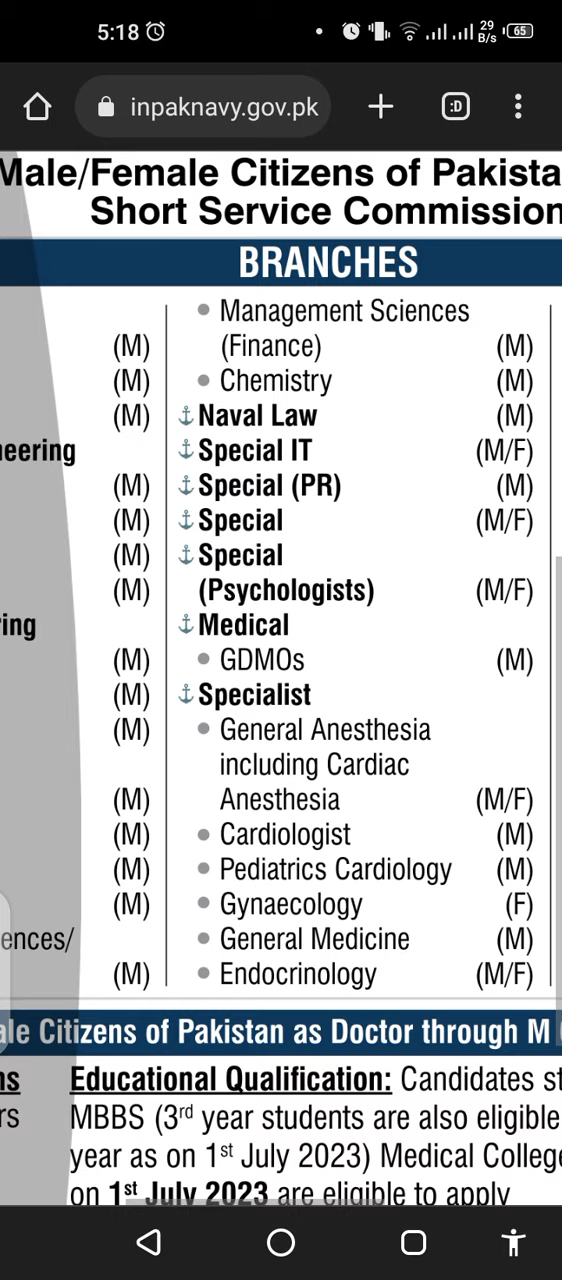 5:18
29
B/s
65
inpaknavy.gov.pk
:D
Male/Female Citizens of Pakista
Short Service Commission
BRANCHES
Management Sciences
(M) (Finance) (M)
(M) Chemistry (M)
(M) Naval Law (M)
neering Special IT (M/F)
(M) Special (PR) (M)
(M) Special (M/F)
(M) Special
(M) (Psychologists) (M/F)
ring Medical
(M) GDMOs (M)
(M) Specialist
(M) General Anesthesia
including Cardiac
(M) Anesthesia (M/F)
(M) Cardiologist (M)
(M) Pediatrics Cardiology (M)
(M) Gynaecology (F)
ences/ General Medicine (M)
(M) Endocrinology (M/F)
ale Citizens of Pakistan as Doctor through M
ns Educational Qualification: Candidates st
rs MBBS (3rd year students are also eligible
year as on 1st July 2023) Medical College
on 1st July 2023 are eligible to apply